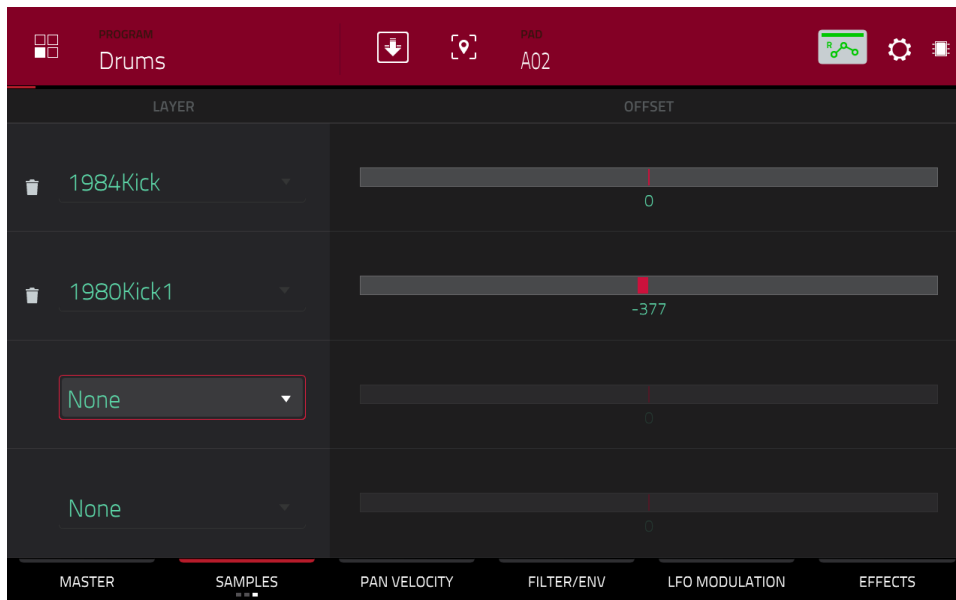 PROGRAM
Drums
PAD
A02
R
LAYER
OFFSET
1984Kick
0
1980Kick1
-377
None
0
None
0
MASTER
SAMPLES
PAN VELOCITY
FILTER/ENV
LFO MODULATION
EFFECTS